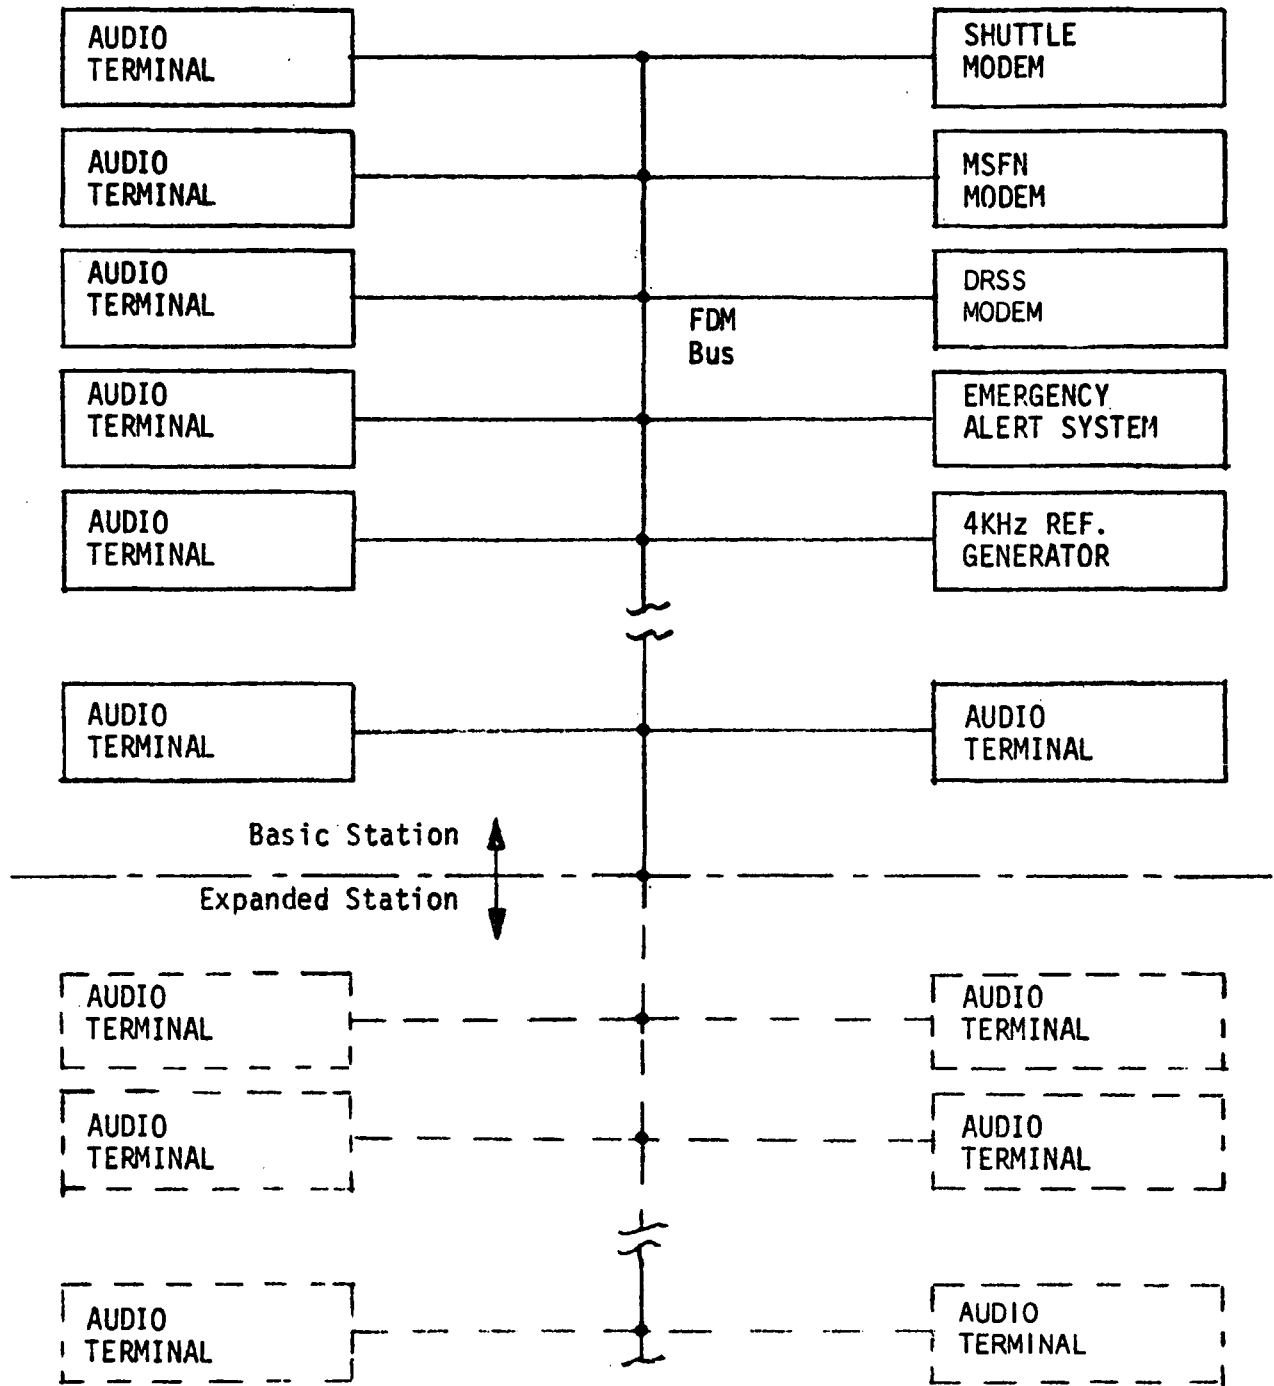 AUDIO
TERMINAL
SHUTTLE
MODEM
AUDIO
TERMINAL
MSFN
MODEM
AUDIO
TERMINAL
DRSS
MODEM
FDM
Bus
AUDIO
TERMINAL
EMERGENCY
ALERT SYSTEM
AUDIO
TERMINAL
4KHz REF.
GENERATOR
AUDIO
TERMINAL
AUDIO
TERMINAL
Basic Station
Expanded Station
AUDIO
TERMINAL
AUDIO
TERMINAL
AUDIO
TERMINAL
AUDIO
TERMINAL
AUDIO
TERMINAL
AUDIO
TERMINAL